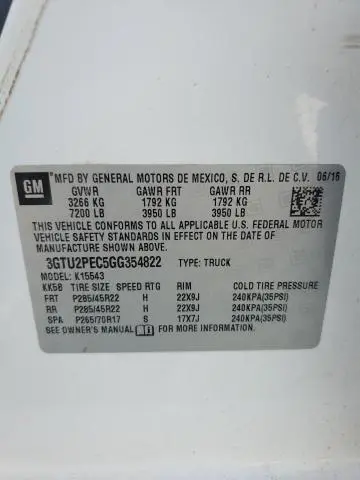 GM
*MFD BY GENERAL MOTORS DE MEXICO, S. DE R.L. DE C.V. 06/16
GVWR GAWR FRT GAWR RR
3266 KG 1792 KG 1792 KG
7200 LB 3950 LB 3950 LB
THIS VEHICLE CONFORMS TO ALL APPLICABLE U.S. FEDERAL MOTOR
VEHICLE SAFETY AND THEFT PREVENTION STANDARDS IN EFFECT ON THE DATE OF
MANUFACTURE SHOWN ABOVE.
3GTU2PEC5GG354822 TYPE: TRUCK
MODEL: K15543
KK5B TIRE SIZE SPEED RTG RIM COLD TIRE PRESSURE
FRT P285/45R22 H 22X9J 240KPA(35PSI)
RR P285/45R22 H 22X9J 240KPA(35PSI)
SPA P265/70R17 S 17X7J 240KPA(35PSI)
SEE OWNER'S MANUAL FOR MORE INFORMATION.